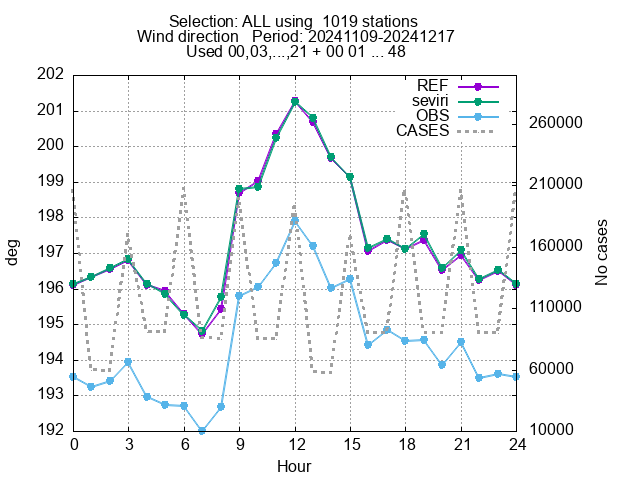 Selection: ALL using  1019 stations
Wind direction   Period: 20241109-20241217
Used 00,03,...,21 + 00 01 ... 48
202
201
200
199
198
197
196
195
194
193
192
deg
REF
seviri
OBS
CASES
260000
210000
160000
110000
60000
10000
No cases
0 3 6 9 12 15 18 21 24
Hour